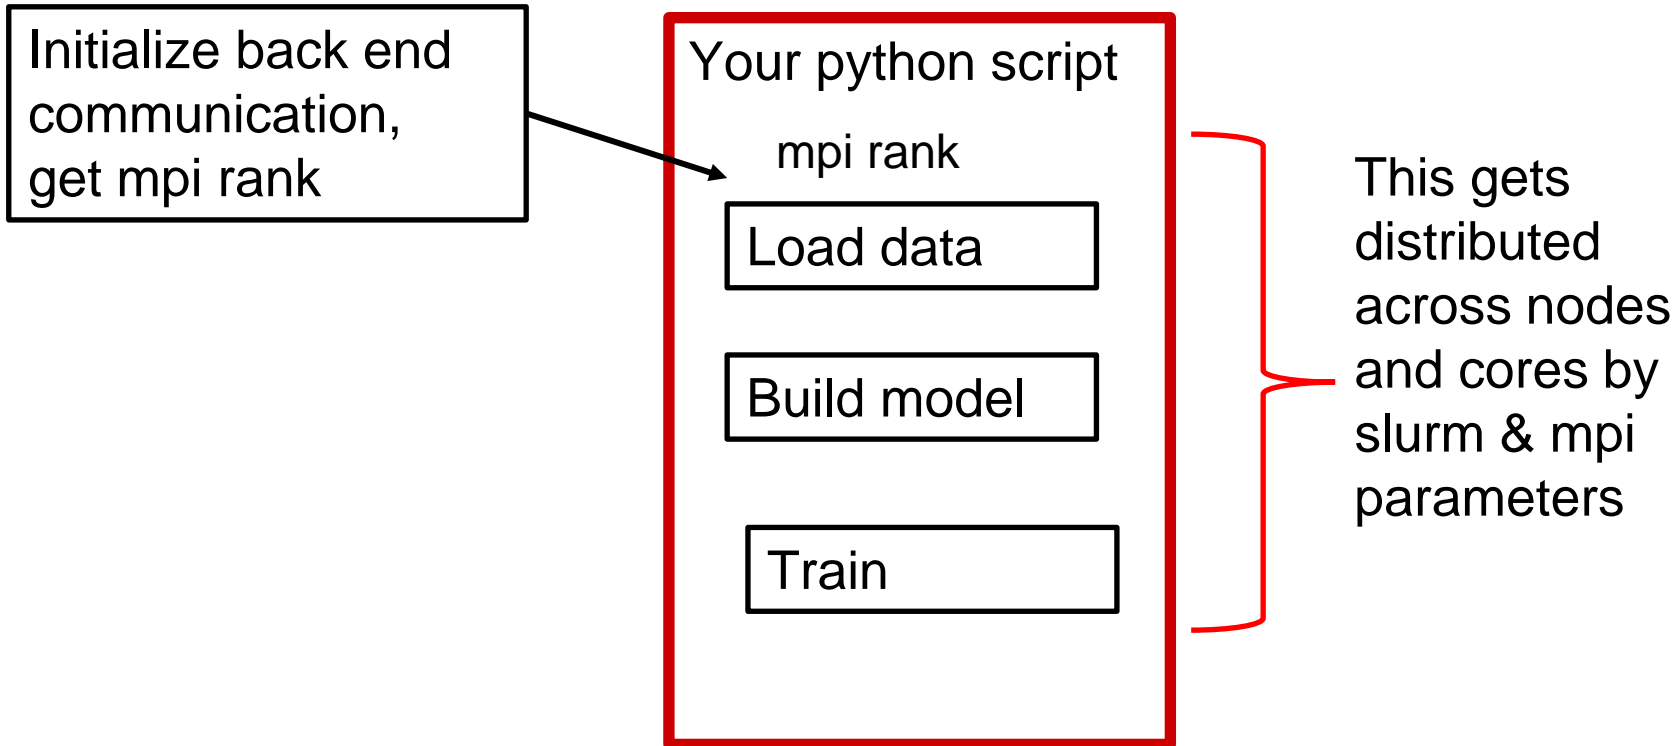 Initialize back end
communication,
get mpi rank
Your python script
mpi rank
Load data
Build model
Train
This gets
distributed
across nodes
and cores by
slurm & mpi
parameters